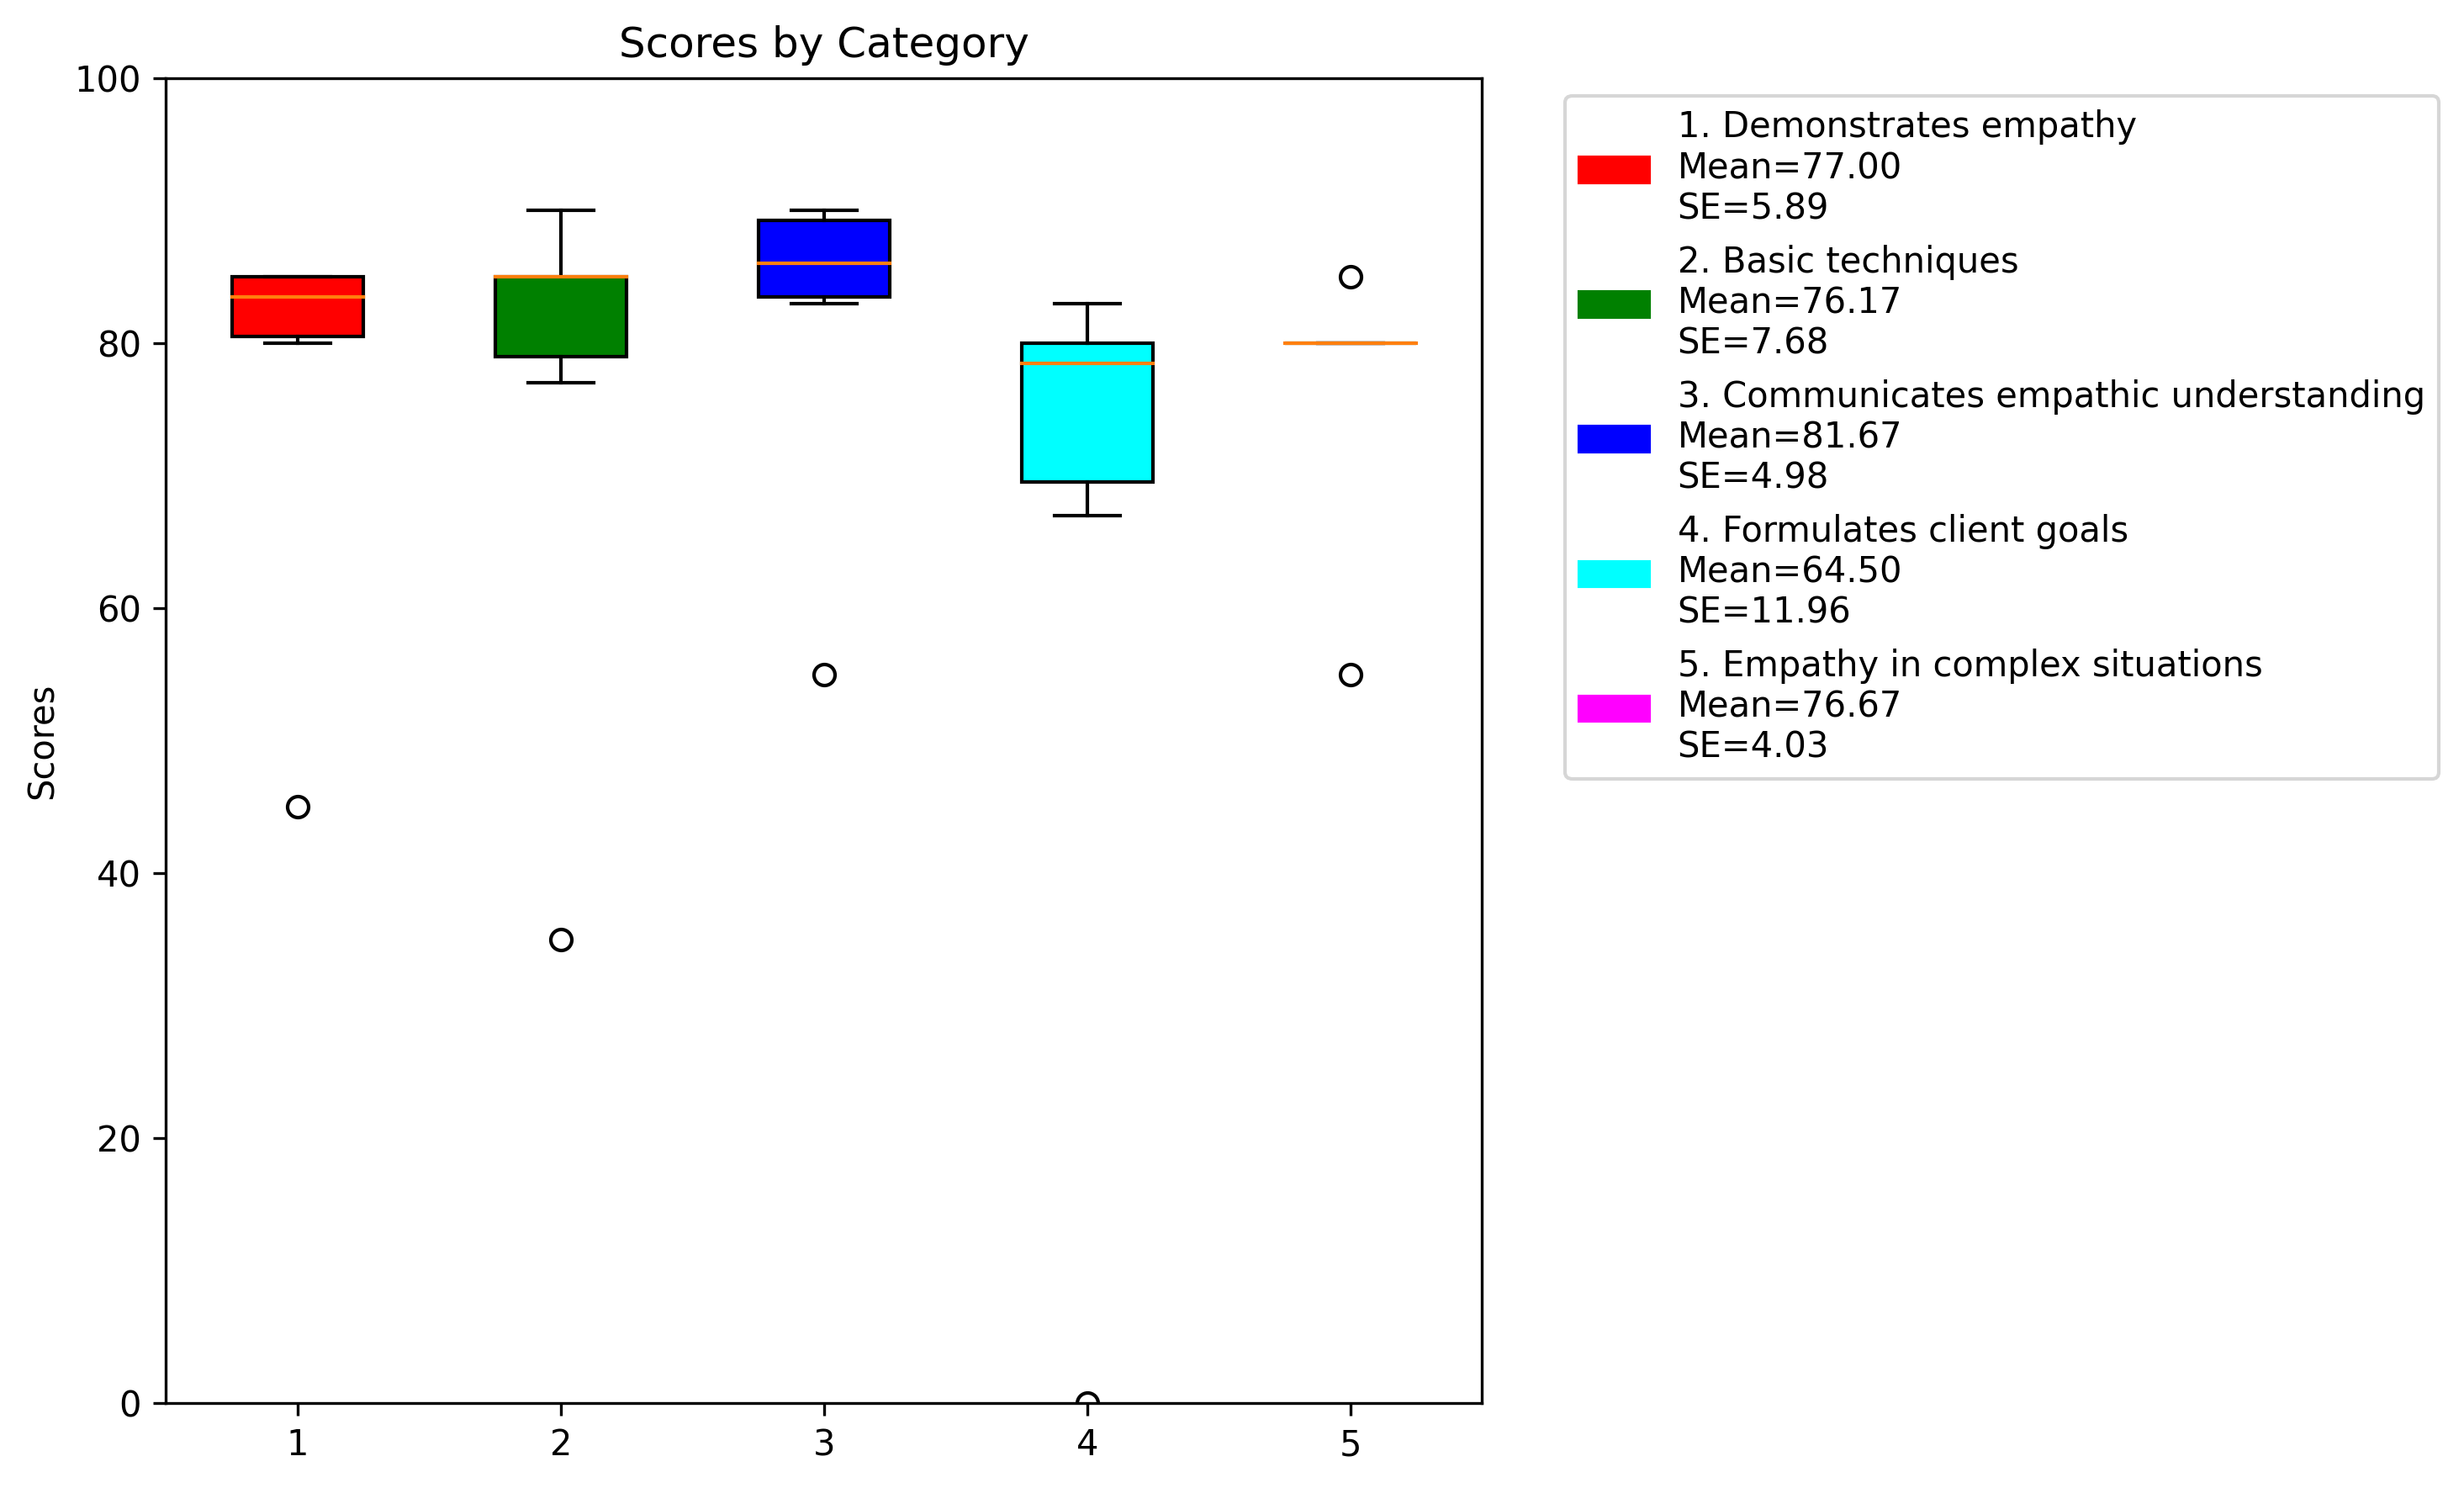 Scores by Category
100
80
60
40
20
0
Scores
1
2
3
4
5
1. Demonstrates empathy
Mean=77.00
SE=5.89
2. Basic techniques
Mean=76.17
SE=7.68
3. Communicates empathic understanding
Mean=81.67
SE=4.98
4. Formulates client goals
Mean=64.50
SE=11.96
5. Empathy in complex situations
Mean=76.67
SE=4.03